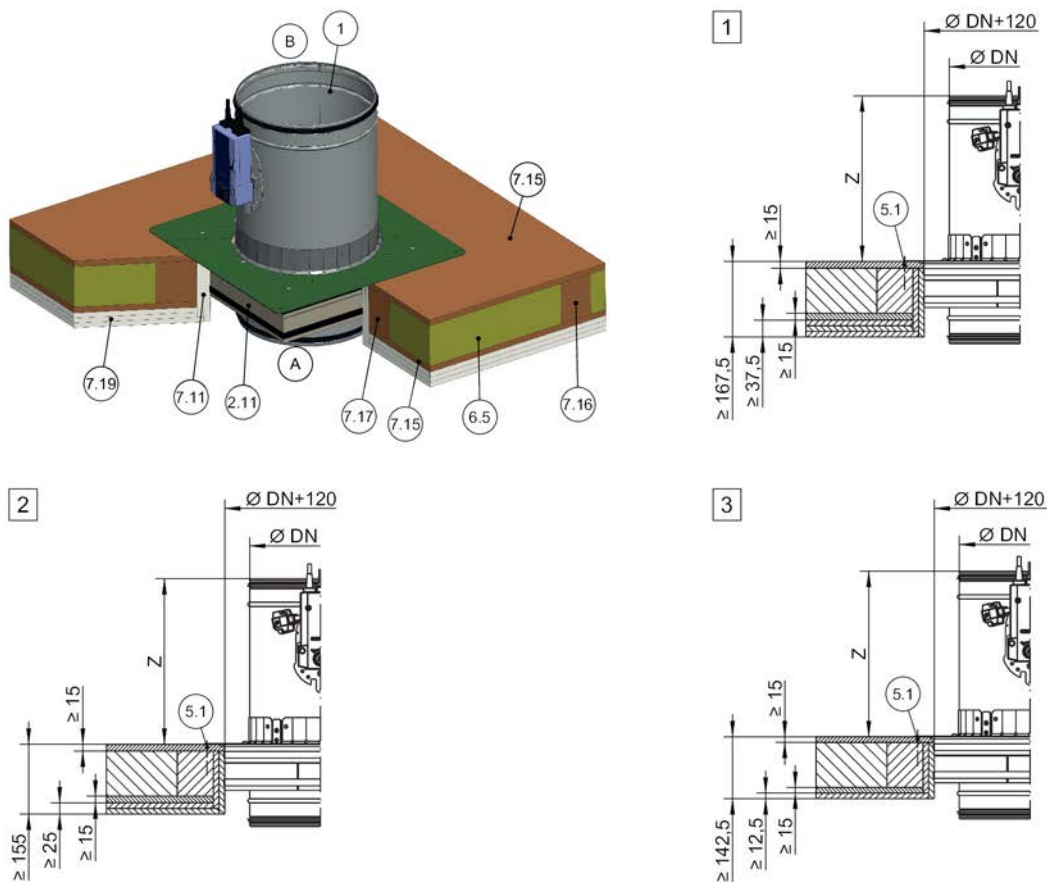 B
1
7.15
7.19
7.11
2.11
A
7.17
7.15
6.5
7.16
1
Ø DN+120
Ø DN
Z
≥ 15
5.1
≥ 167,5
≥ 37,5
≥ 15
2
Ø DN+120
Ø DN
Z
≥ 15
5.1
≥ 155
≥ 25
≥ 15
3
Ø DN+120
Ø DN
Z
≥ 15
5.1
≥ 142,5
≥ 12,5
≥ 15